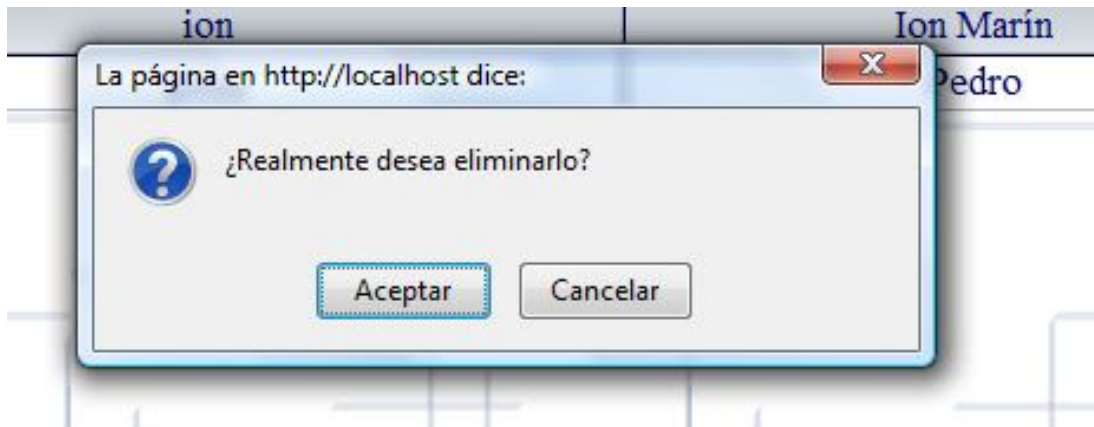 ion Ion Marín
La página en http://localhost dice:
Pedro
¿Realmente desea eliminarlo?
Aceptar Cancelar